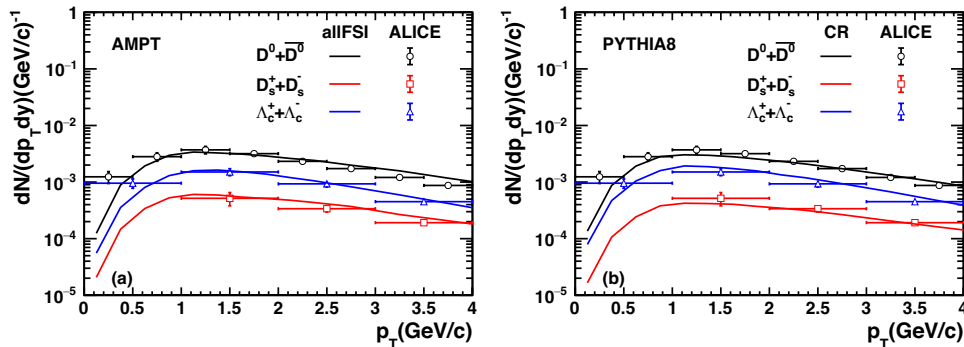 dN/(dp_T dy)(GeV/c)^{-1}
1
10^{-1}
10^{-2}
10^{-3}
10^{-4}
10^{-5}
AMPT
allFSI ALICE
D^0+\overline{D^0}
D_s^++D_s^-
Λ_c^++Λ_c^-
(a)
0 0.5 1 1.5 2 2.5 3 3.5 4
p_T(GeV/c)
dN/(dp_T dy)(GeV/c)^{-1}
1
10^{-1}
10^{-2}
10^{-3}
10^{-4}
10^{-5}
PYTHIA8
CR ALICE
D^0+\overline{D^0}
D_s^++D_s^-
Λ_c^++Λ_c^-
(b)
0 0.5 1 1.5 2 2.5 3 3.5 4
p_T(GeV/c)